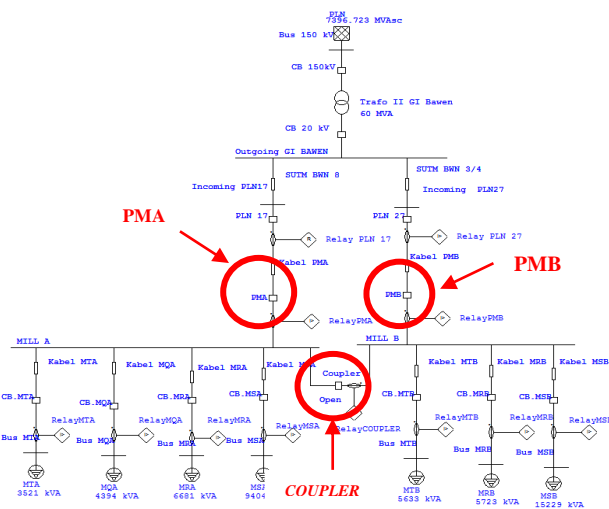 PLN
7396.723 MVAsc
Bus 150 kV
CB 150kV
Trafo II GI Bawen
60 MVA
CB 20 kV
Outgoing GI BAWEN
SUTM BWN 8
SUTM BWN 3/4
Incoming PLN17
Incoming PLN27
PMA
PLN 17
PLN 27
R
Relay PLN 17
Relay PLN 27
Kabel PMA
Kabel PMB
PMB
PMA
PMB
RelayPMA
RelayPMB
MILL A
MILL B
Kabel MTA
Kabel MQA
Kabel MRA
Kabel
Coupler
Kabel MTB
Kabel MRB
Kabel MSB
CB.MTA
CB.MQA
CB.MRA
CB.MSA
Open
CB.MTB
CB.MRB
CB.MSB
RelayMTA
RelayMQA
RelayMRA
RelayMSA
RelayCOUPLER
RelayMTB
RelayMRB
RelayMSB
Bus MTA
Bus MQA
Bus MRA
Bus MSA
Bus MTB
Bus MRB
Bus MSB
MTA
3521 kVA
MQA
4394 kVA
MRA
6681 kVA
9404
COUPLER
MTB
5633 kVA
MRB
5723 kVA
MSB
15229 kVA